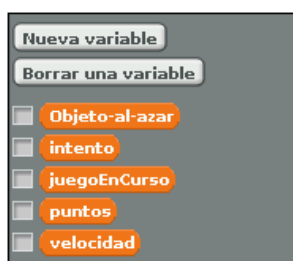 Nueva variable
Borrar una variable
Objeto-al-azar
intento
juegoEnCurso
puntos
velocidad